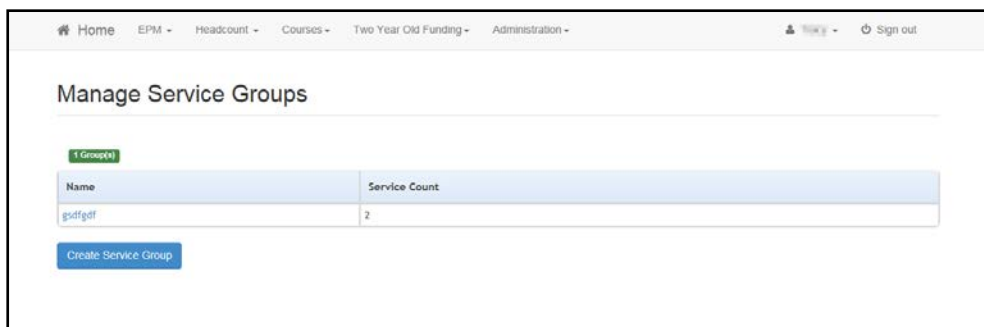 Home EPM Headcount Courses Two Year Old Funding Administration Sign out
Manage Service Groups
1 Group(s)
Name Service Count
gsdfgdf 2
Create Service Group